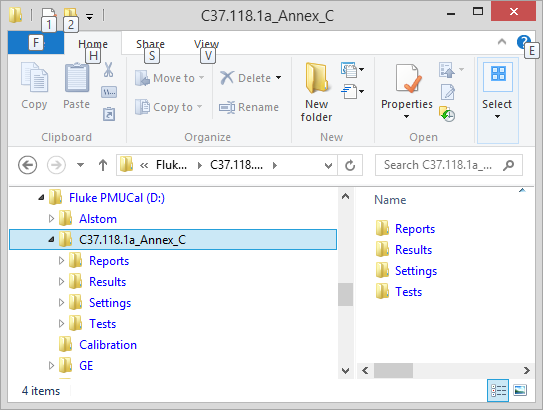 1 2 C37.118.1a_Annex_C
F Home Share View
H S V E
Copy Paste Move to Copy to Delete Rename New folder Properties Select
Clipboard Organize New Open
Fluk... C37.118.... Search C37.118.1a_...
Fluke PMUCal (D:)
Alstom
C37.118.1a_Annex_C
Reports
Results
Settings
Tests
Calibration
GE
Name
Reports
Results
Settings
Tests
4 items